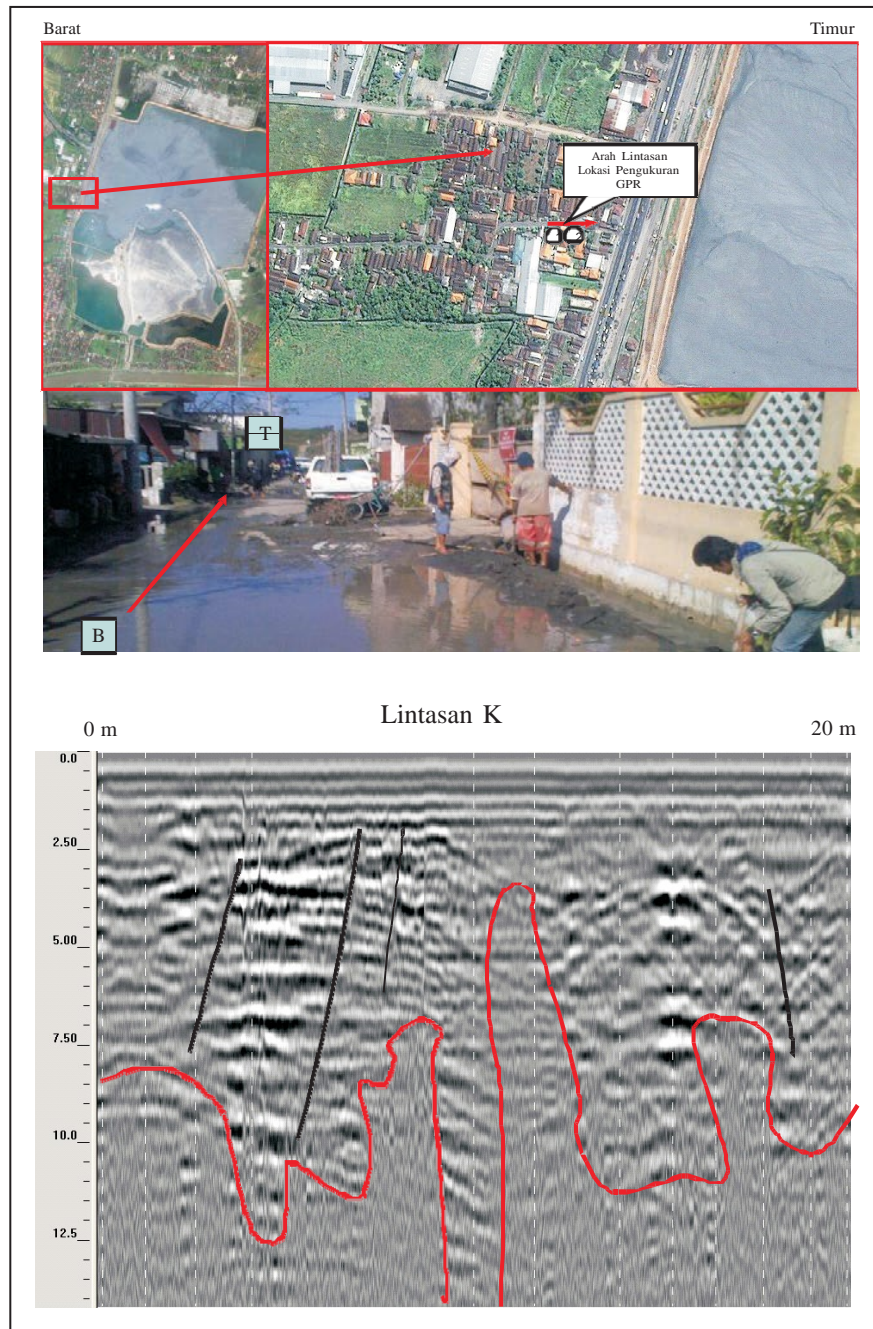 Barat
Timur
Arah Lintasan
Lokasi Pengukuran
GPR
T
B
Lintasan K
0 m
20 m
0.0
2.50
5.00
7.50
10.0
12.5